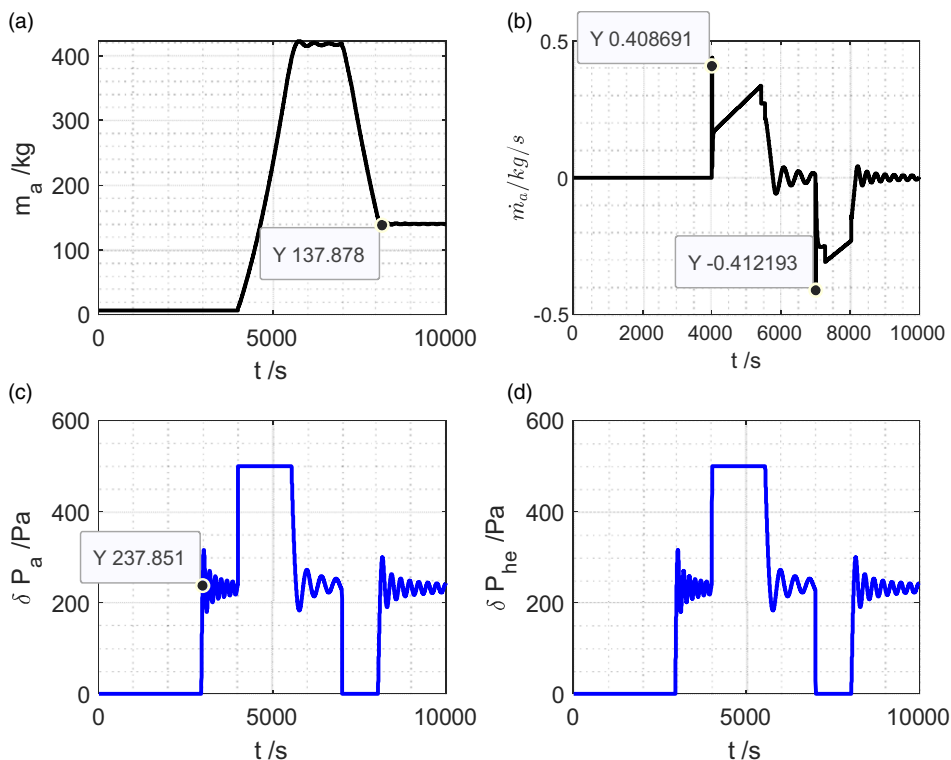 (a)
400
300
200
100
0
0
5000
10000
m_a /kg
t /s
Y 137.878
(b)
0.5
0
-0.5
0
2000
4000
6000
8000
10000
ṁ_a/kg/s
t /s
Y 0.408691
Y -0.412193
(c)
600
400
200
0
0
5000
10000
δ P_a /Pa
t /s
Y 237.851
(d)
600
400
200
0
0
5000
10000
δ P_he /Pa
t /s